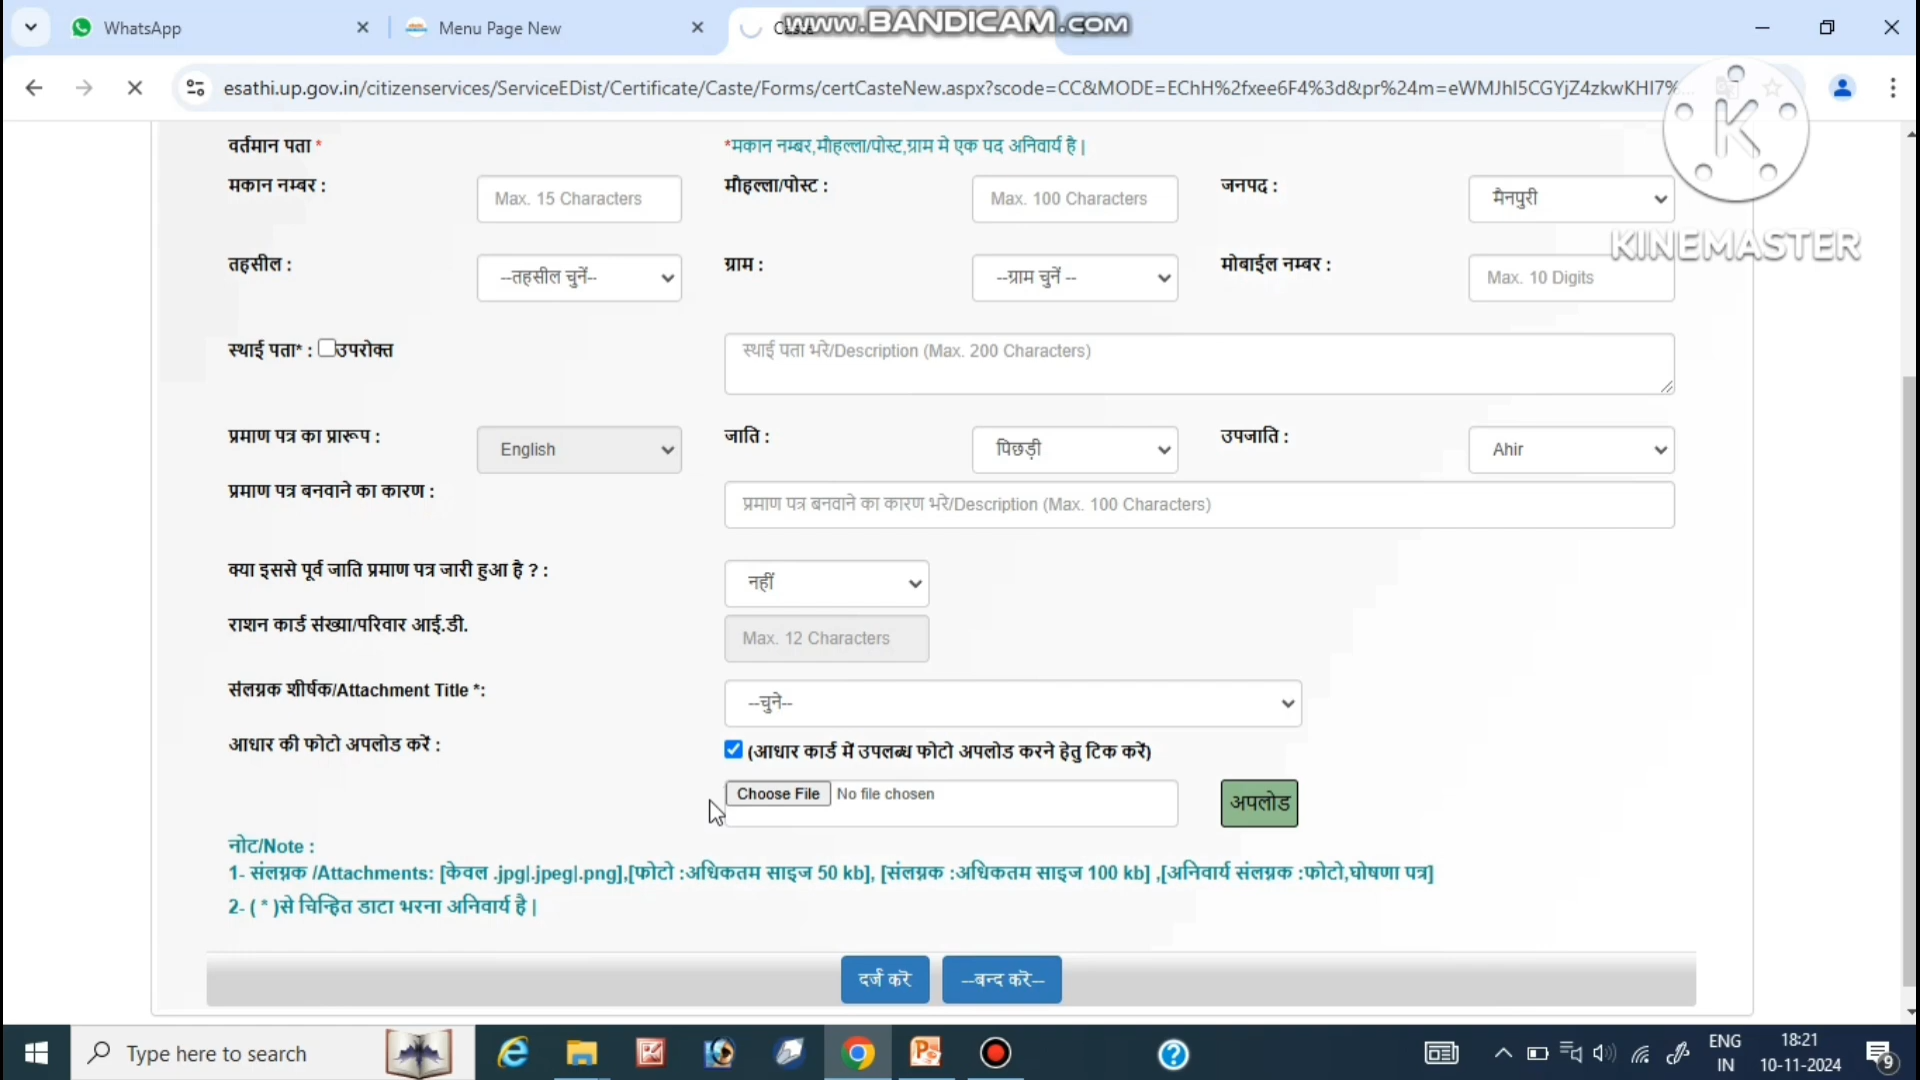 WhatsApp
Menu Page New
www.BANDICAM.com
esathi.up.gov.in/citizenservices/ServiceEDist/Certificate/Caste/Forms/certCasteNew.aspx?scode=CC&MODE=EChH%2fxee6F4%3d&pr%24m=eWMJhI5CGYjZ4zkwKHI7%...
K
KINEMASTER
वर्तमान पता * *मकान नम्बर,मौहल्ला/पोस्ट,ग्राम मे एक पद अनिवार्य है |
मकान नम्बर : Max. 15 Characters मौहल्ला/पोस्ट : Max. 100 Characters जनपद : मैनपुरी
तहसील : --तहसील चुनें-- ग्राम : --ग्राम चुनें -- मोबाईल नम्बर : Max. 10 Digits
स्थाई पता* : उपरोक्त स्थाई पता भरे/Description (Max. 200 Characters)
प्रमाण पत्र का प्रारूप : English जाति : पिछड़ी उपजाति : Ahir
प्रमाण पत्र बनवाने का कारण : प्रमाण पत्र बनवाने का कारण भरे/Description (Max. 100 Characters)
क्या इससे पूर्व जाति प्रमाण पत्र जारी हुआ है ? : नहीं
राशन कार्ड संख्या/परिवार आई.डी. Max. 12 Characters
संलग्नक शीर्षक/Attachment Title *: --चुने--
आधार की फोटो अपलोड करें : (आधार कार्ड में उपलब्ध फोटो अपलोड करने हेतु टिक करें)
Choose File No file chosen अपलोड
नोट/Note :
1- संलग्नक /Attachments: [केवल .jpg|.jpeg|.png],[फोटो :अधिकतम साइज 50 kb], [संलग्नक :अधिकतम साइज 100 kb] ,[अनिवार्य संलग्नक :फोटो,घोषणा पत्र]
2- ( * )से चिन्हित डाटा भरना अनिवार्य है |
दर्ज करें --बन्द करें--
Type here to search
ENG 18:21
IN 10-11-2024 9